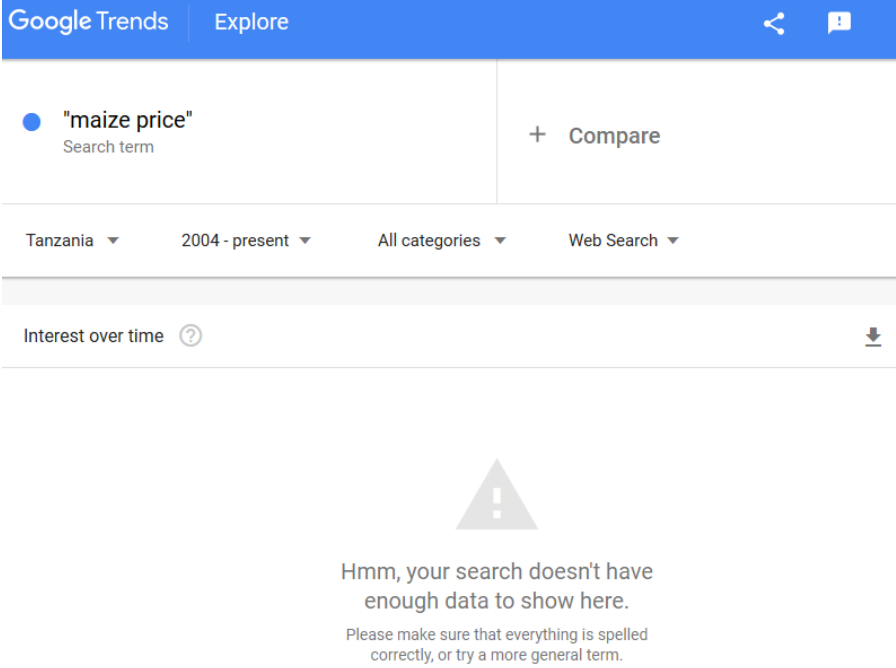 Google Trends Explore
"maize price"
Search term
+ Compare
Tanzania 2004 - present All categories Web Search
Interest over time ?
Hmm, your search doesn't have
enough data to show here.
Please make sure that everything is spelled
correctly, or try a more general term.